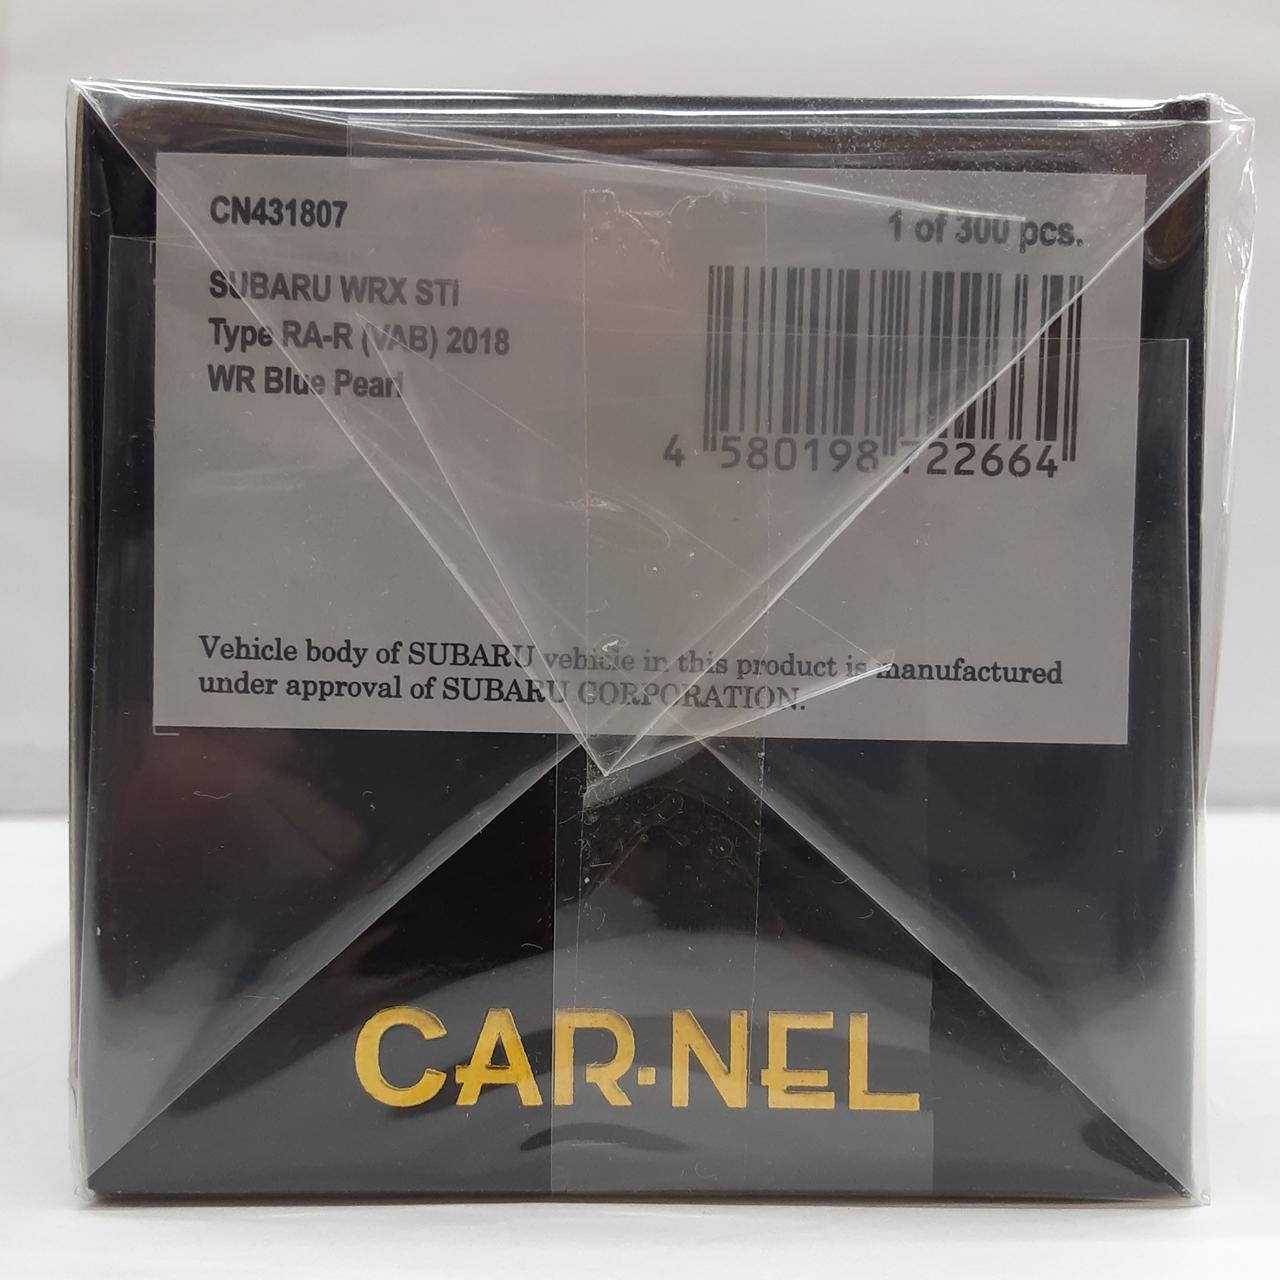 CN431807
1 of 300 pcs.
SUBARU WRX STI
Type RA-R (VAB) 2018
WR Blue Pearl
4 580198 722664
Vehicle body of SUBARU vehicle in this product is manufactured
under approval of SUBARU CORPORATION.
CAR·NEL